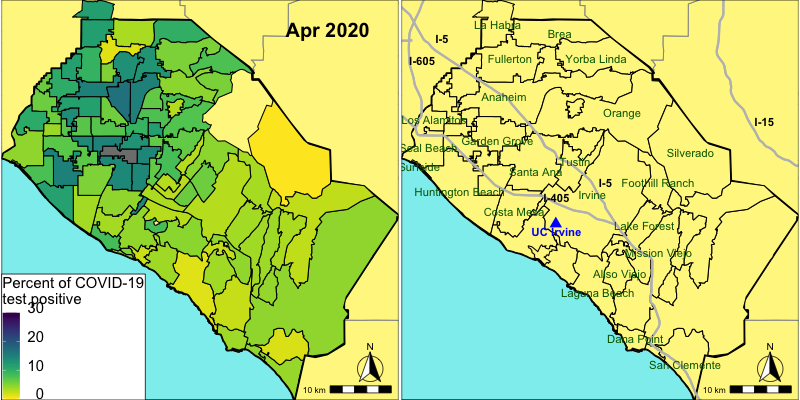 Apr 2020
Percent of COVID-19
test positive
30
20
10
0
N
10 km
La Habra
Brea
I-5
I-605
Fullerton
Yorba Linda
Anaheim
Orange
Los Alamitos
I-15
Garden Grove
Seal Beach
Silverado
Tustin
Sunside
Santa Ana
I-5
Foothill Ranch
Huntington Beach
Irvine
I-405
Costa Mesa
Lake Forest
UC Irvine
Mission Viejo
Aliso Viejo
Laguna Beach
Dana Point
San Clemente
N
10 km